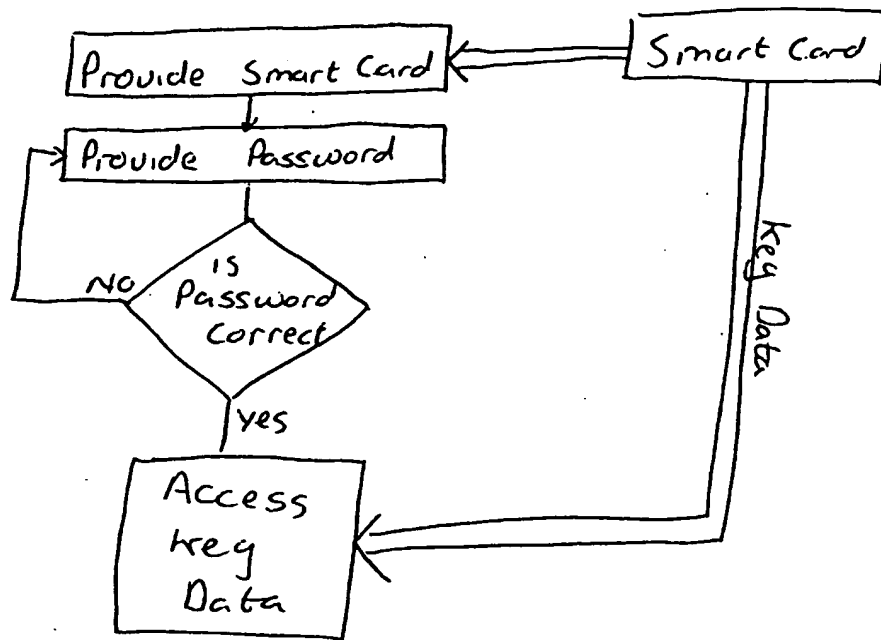 Provide Smart Card
Smart Card
Provide Password
No
is
Password
Correct
Yes
Access
Key
Data
Key Data